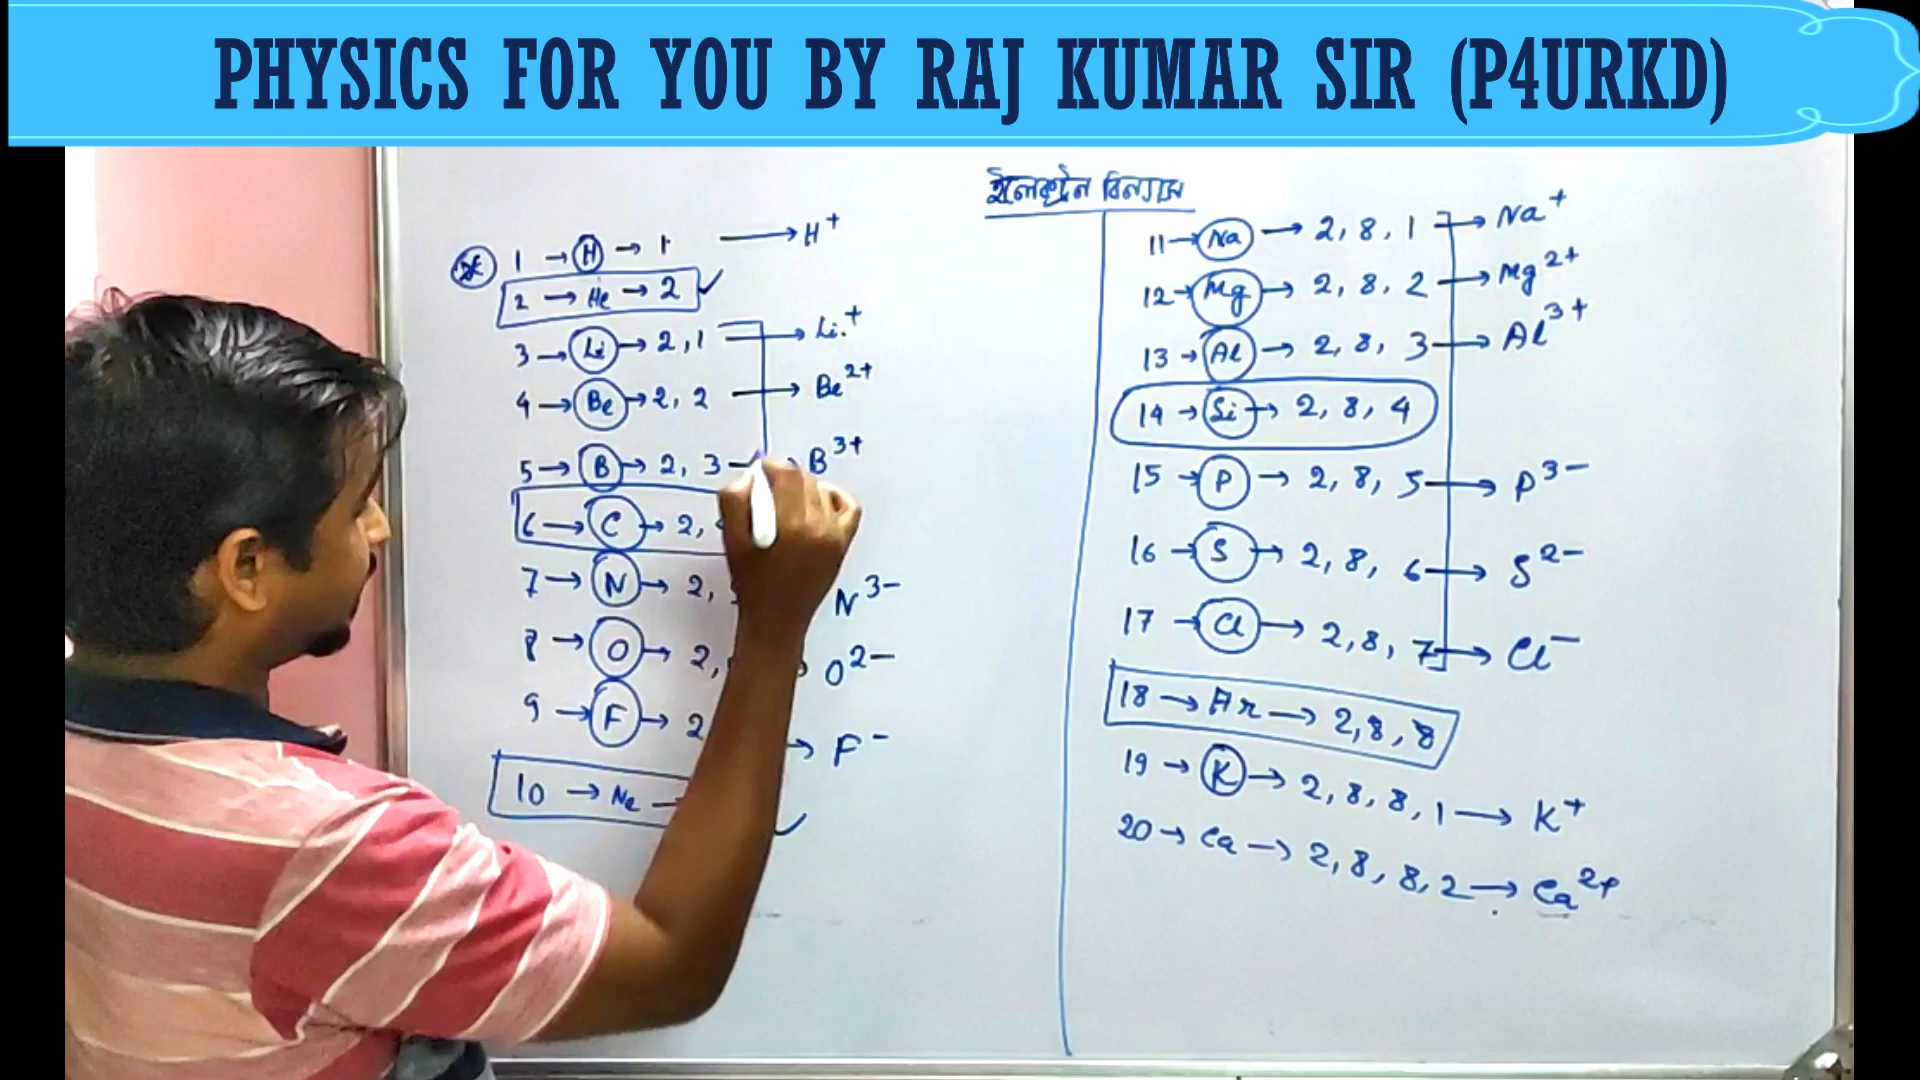 PHYSICS FOR YOU BY RAJ KUMAR SIR (P4URKD)
ইলেকট্রন বিন্যাস
1 → H → 1 → H⁺
2 → He → 2 ✓
3 → Li → 2, 1 → Li⁺
4 → Be → 2, 2 → Be²⁺
5 → B → 2, 3 → B³⁺
6 → C → 2,
7 → N → 2, N³⁻
8 → O → 2, O²⁻
9 → F → 2 → F⁻
10 → Ne → ✓
11 → Na → 2, 8, 1 → Na⁺
12 → Mg → 2, 8, 2 → Mg²⁺
13 → Al → 2, 8, 3 → Al³⁺
14 → Si → 2, 8, 4
15 → P → 2, 8, 5 → P³⁻
16 → S → 2, 8, 6 → S²⁻
17 → Cl → 2, 8, 7 → Cl⁻
18 → Ar → 2, 8, 8
19 → K → 2, 8, 8, 1 → K⁺
20 → Ca → 2, 8, 8, 2 → Ca²⁺